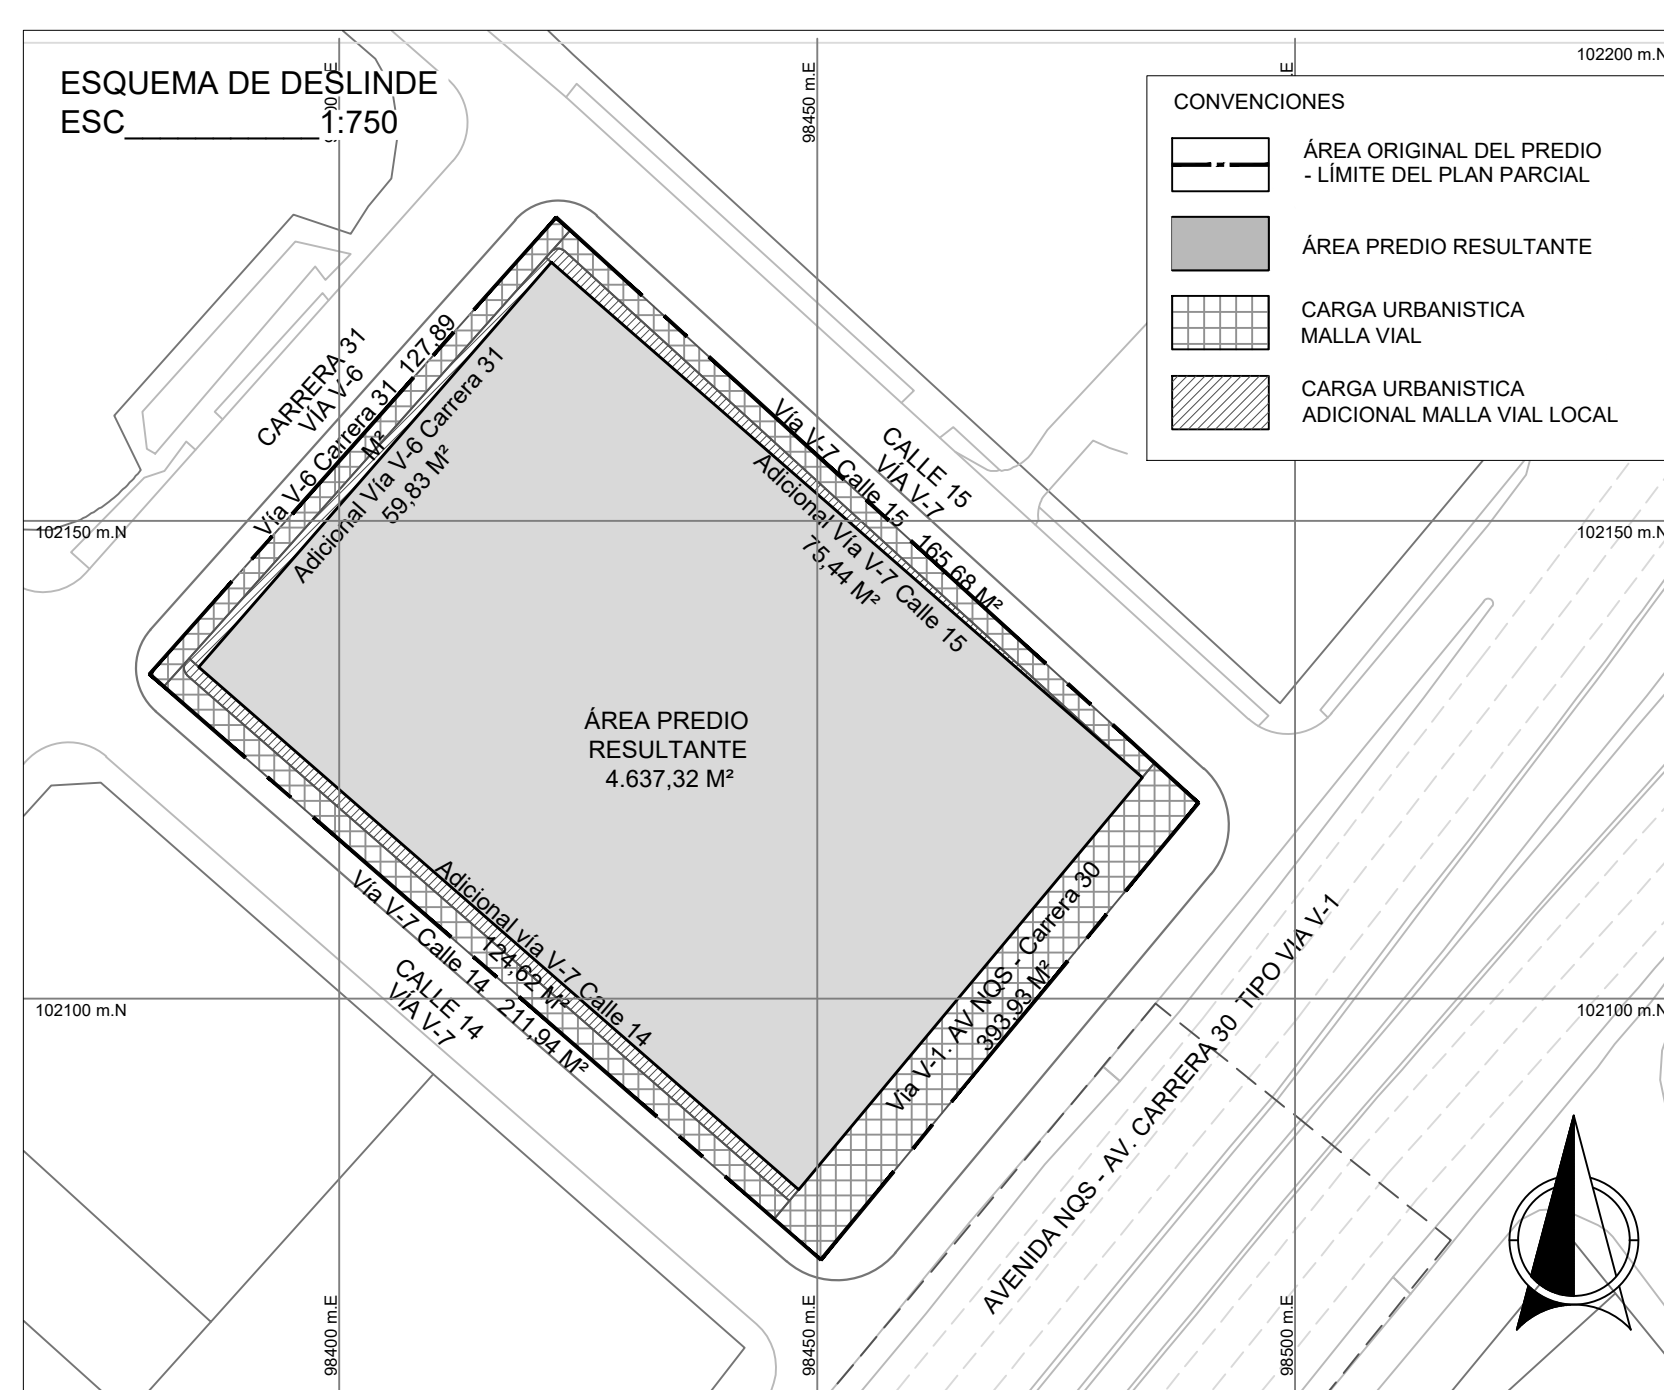 ESQUEMA DE DESLINDE
ESC___________1:750
98450 m.E
102200 m.N
CONVENCIONES
ÁREA ORIGINAL DEL PREDIO
- LÍMITE DEL PLAN PARCIAL
ÁREA PREDIO RESULTANTE
CARGA URBANISTICA
MALLA VIAL
CARGA URBANISTICA
ADICIONAL MALLA VIAL LOCAL
CARRERA 31
VÍA V-6
Vía V-6 Carrera 31 127,89
M²
Adicional Vía V-6 Carrera 31
59,83 M²
CALLE 15
VÍA V-7
Vía V-7 Calle 15 165,68 M²
Adicional Vía V-7 Calle 15
75,44 M²
102150 m.N
102150 m.N
ÁREA PREDIO
RESULTANTE
4.637,32 M²
Adicional vía V-7 Calle 14
124,62 M²
Vía V-7 Calle 14 211,94 M²
CALLE 14
VÍA V-7
Via V-1. AV NQS - Carrera 30
393,93 M²
AVENIDA NQS - AV. CARRERA 30 TIPO VIA V-1
102100 m.N
102100 m.N
98400 m.E
98450 m.E
98500 m.E